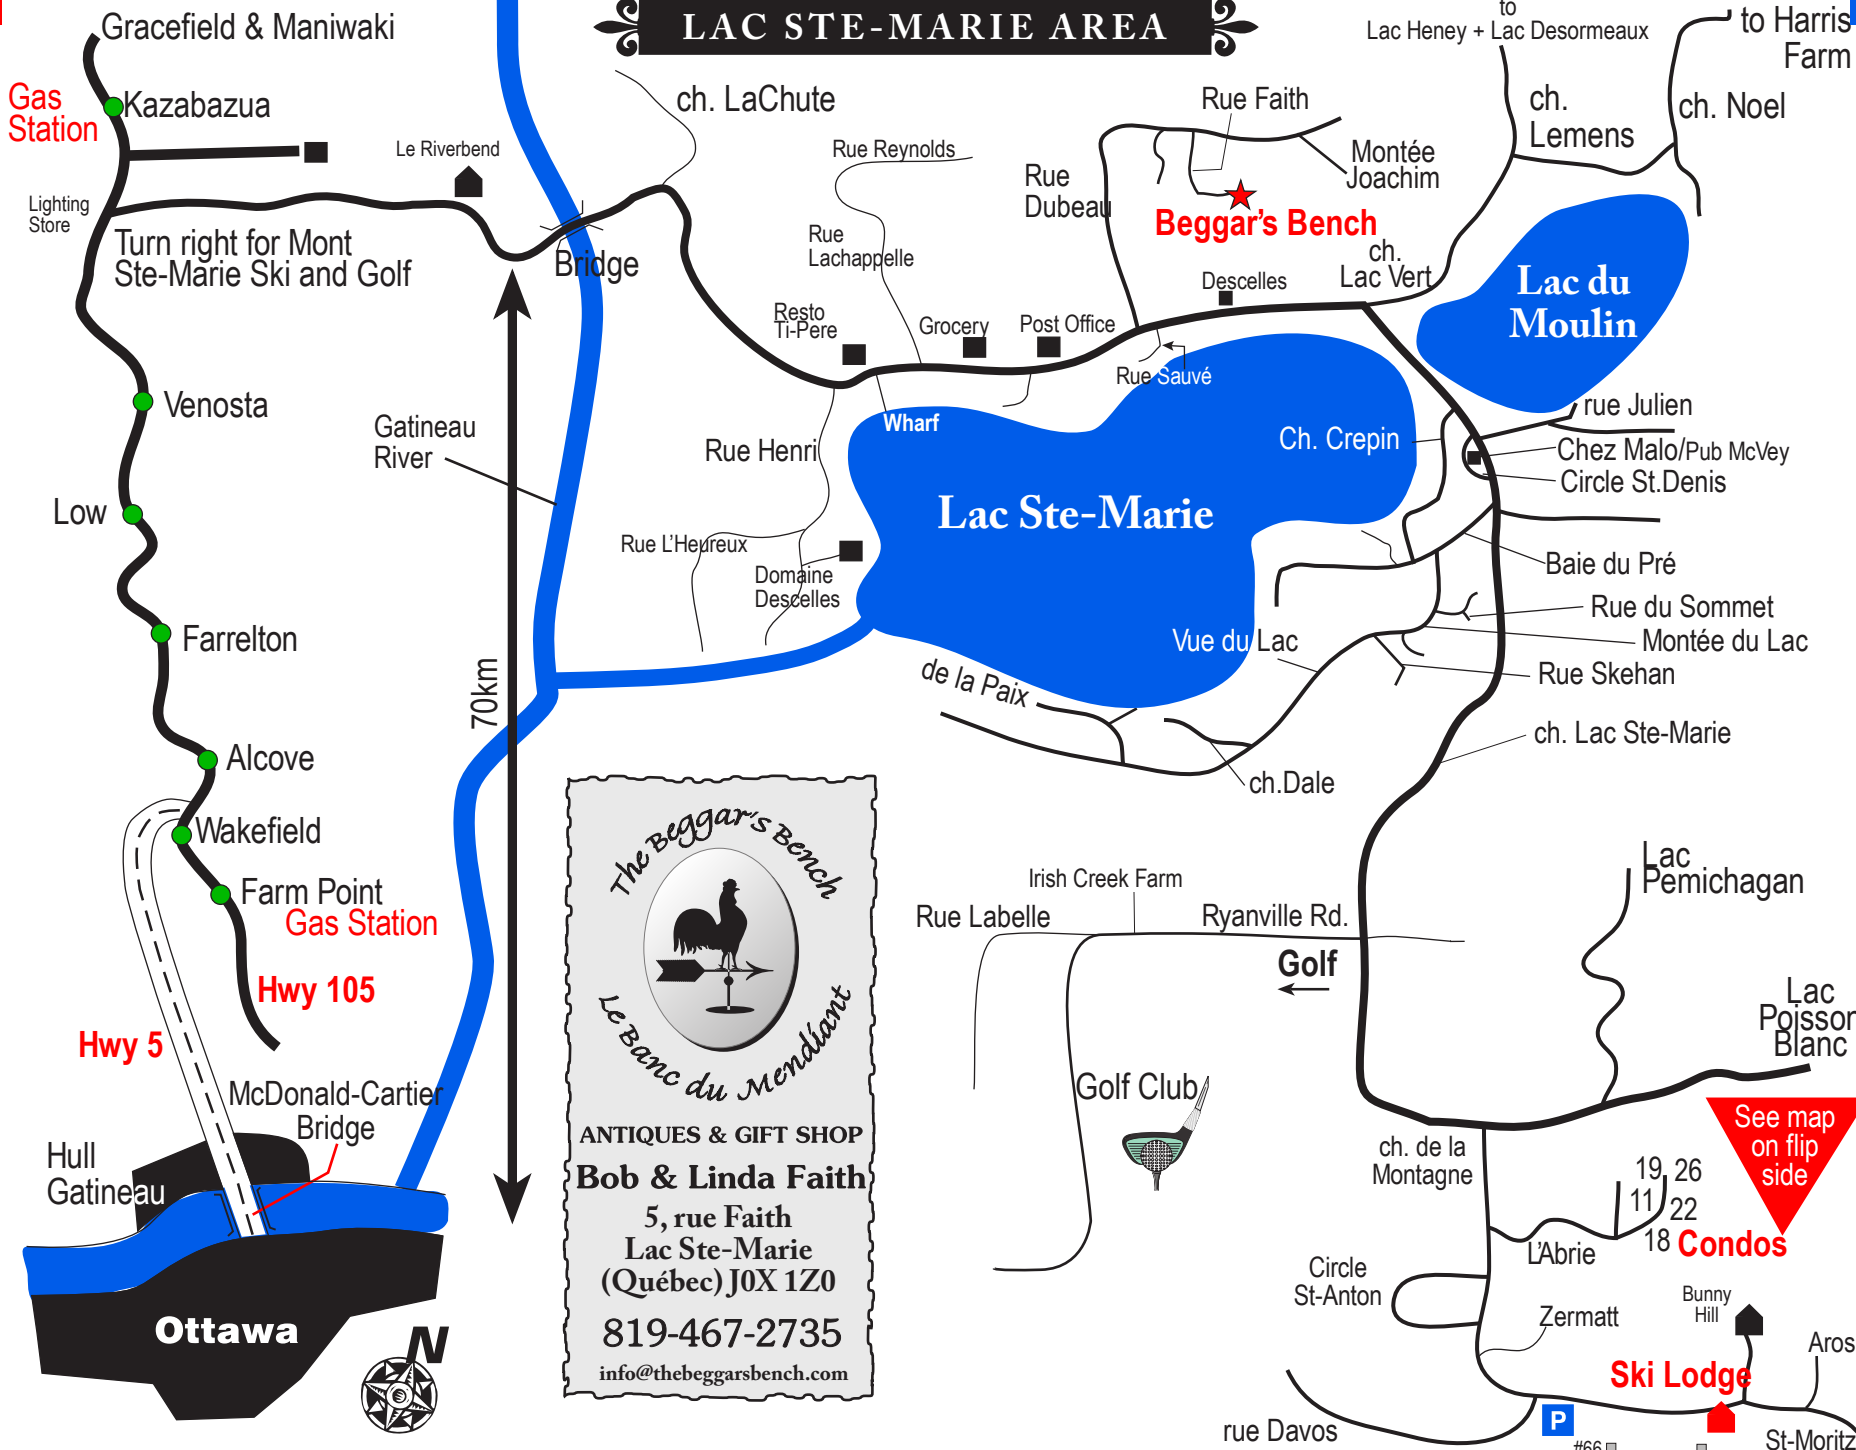 LAC STE-MARIE AREA
to
Lac Heney + Lac Desormeaux
to Harris
Farm
Gracefield & Maniwaki
Gas
Station
Kazabazua
Lighting
Store
Le Riverbend
Turn right for Mont
Ste-Marie Ski and Golf
Bridge
ch. LaChute
Rue Reynolds
Rue
Lachappelle
Resto
Ti-Pere
Grocery
Post Office
Rue
Dubeau
Rue Faith
Montée
Joachim
Beggar's Bench
ch.
Lemens
ch. Noel
ch.
Lac Vert
Descelles
Lac du
Moulin
Rue Sauvé
Wharf
Venosta
Gatineau
River
Rue Henri
Ch. Crepin
rue Julien
Chez Malo/Pub McVey
Circle St.Denis
Low
Lac Ste-Marie
Rue L'Heureux
Domaine
Descelles
Baie du Pré
Rue du Sommet
Montée du Lac
Rue Skehan
Vue du Lac
de la Paix
Farrelton
70km
ch. Lac Ste-Marie
ch.Dale
Alcove
Wakefield
Farm Point
Gas Station
Hwy 105
Hwy 5
McDonald-Cartier
Bridge
Hull
Gatineau
Ottawa
N
The Beggar's Bench
Le Banc du Mendiant
ANTIQUES & GIFT SHOP
Bob & Linda Faith
5, rue Faith
Lac Ste-Marie
(Québec) J0X 1Z0
819-467-2735
info@thebeggarsbench.com
Irish Creek Farm
Rue Labelle
Ryanville Rd.
Golf
Golf Club
Lac
Pemichagan
Lac
Poisson
Blanc
See map
on flip
side
ch. de la
Montagne
19
26
11
22
18
Condos
L'Abrie
Circle
St-Anton
Zermatt
Bunny
Hill
Aros
Ski Lodge
rue Davos
P
#66
St-Moritz